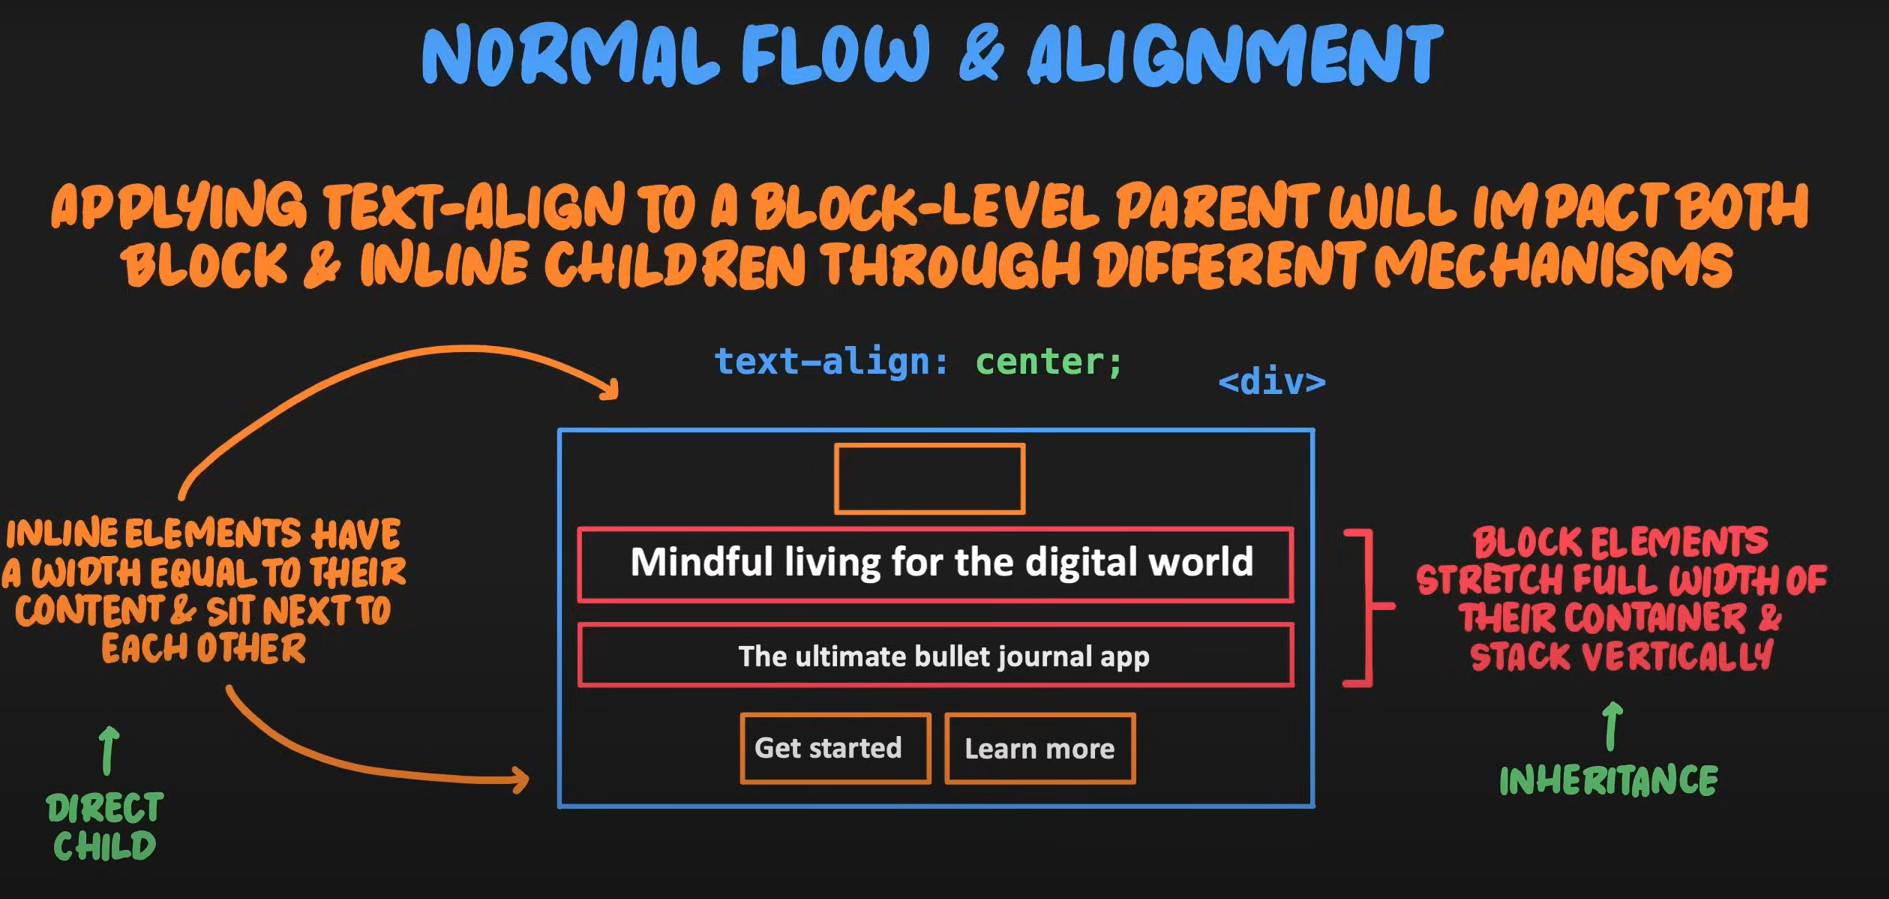 NORMAL FLOW & ALIGNMENT
APPLYING TEXT-ALIGN TO A BLOCK-LEVEL PARENT WILL IMPACT BOTH
BLOCK & INLINE CHILDREN THROUGH DIFFERENT MECHANISMS
text-align: center;
<div>
INLINE ELEMENTS HAVE
A WIDTH EQUAL TO THEIR
CONTENT & SIT NEXT TO
EACH OTHER
DIRECT
CHILD
Mindful living for the digital world
The ultimate bullet journal app
Get started
Learn more
BLOCK ELEMENTS
STRETCH FULL WIDTH OF
THEIR CONTAINER &
STACK VERTICALLY
INHERITANCE